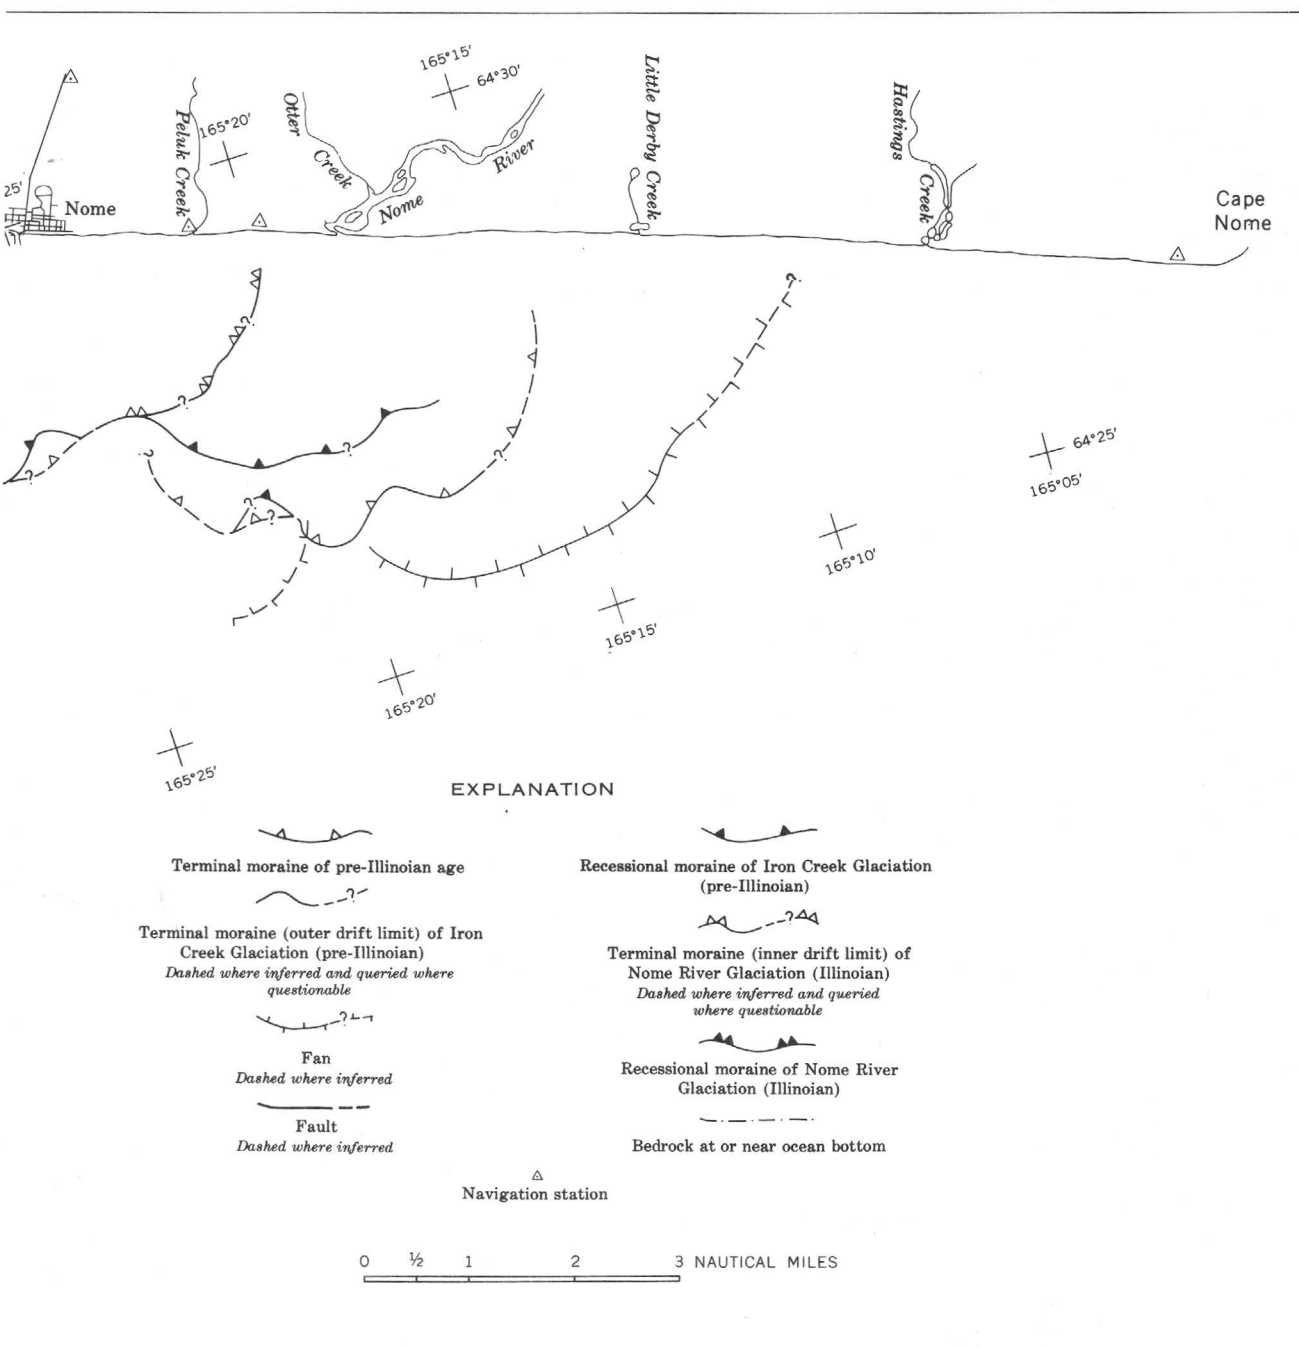 165°15'
64°30'
Little Derby Creek
Hastings
Creek
Otter
Creek
Peluk Creek
165°20'
River
Nome
25'
Nome
Cape
Nome
?
?
?
?
?
?
?
?
?
?
64°25'
165°05'
165°10'
165°15'
165°20'
165°25'
EXPLANATION
Terminal moraine of pre-Illinoian age
?
Terminal moraine (outer drift limit) of Iron
Creek Glaciation (pre-Illinoian)
Dashed where inferred and queried where
questionable
?
Fan
Dashed where inferred
Fault
Dashed where inferred
Recessional moraine of Iron Creek Glaciation
(pre-Illinoian)
?
Terminal moraine (inner drift limit) of
Nome River Glaciation (Illinoian)
Dashed where inferred and queried
where questionable
Recessional moraine of Nome River
Glaciation (Illinoian)
Bedrock at or near ocean bottom
Navigation station
0 ½ 1 2 3 NAUTICAL MILES